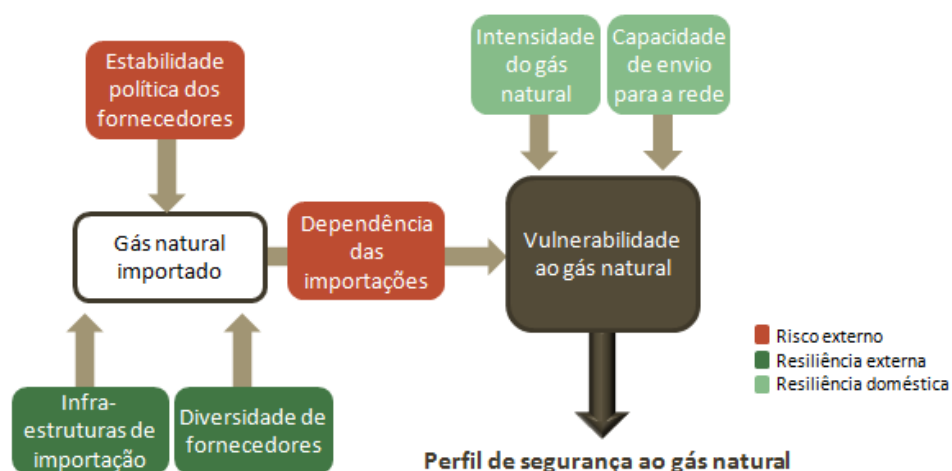 Estabilidade
política dos
fornecedores
Intensidade
do gás
natural
Capacidade
de envio
para a rede
Gás natural
importado
Dependência
das
importações
Vulnerabilidade
ao gás natural
Infra-
estruturas de
importação
Diversidade de
fornecedores
Risco externo
Resiliência externa
Resiliência doméstica
Perfil de segurança ao gás natural